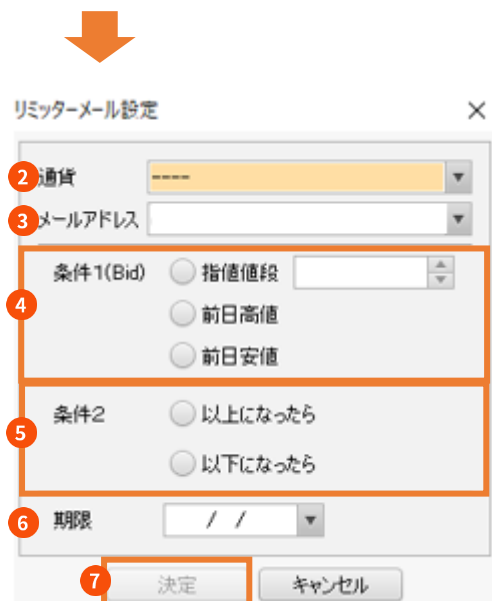 リミッターメール設定 ×
2 通貨 ----
3 メールアドレス
4 条件1(Bid) 指値値段
前日高値
前日安値
5 条件2 以上になったら
以下になったら
6 期限 / /
7 決定 キャンセル